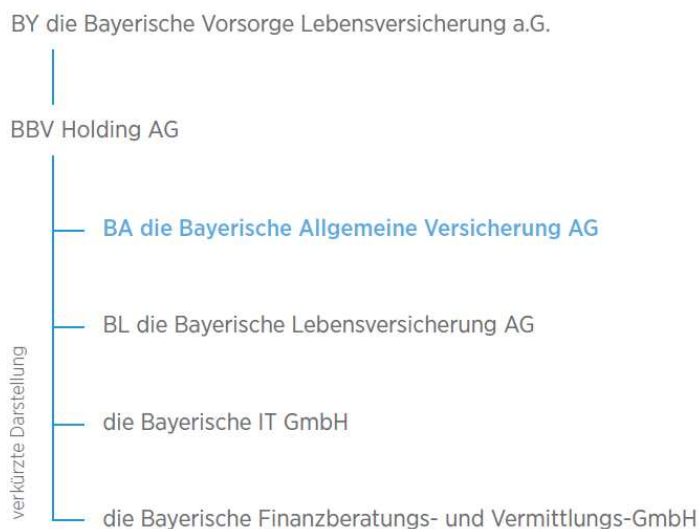 BY die Bayerische Vorsorge Lebensversicherung a.G.
BBV Holding AG
BA die Bayerische Allgemeine Versicherung AG
BL die Bayerische Lebensversicherung AG
die Bayerische IT GmbH
die Bayerische Finanzberatungs- und Vermittlungs-GmbH
verkürzte Darstellung